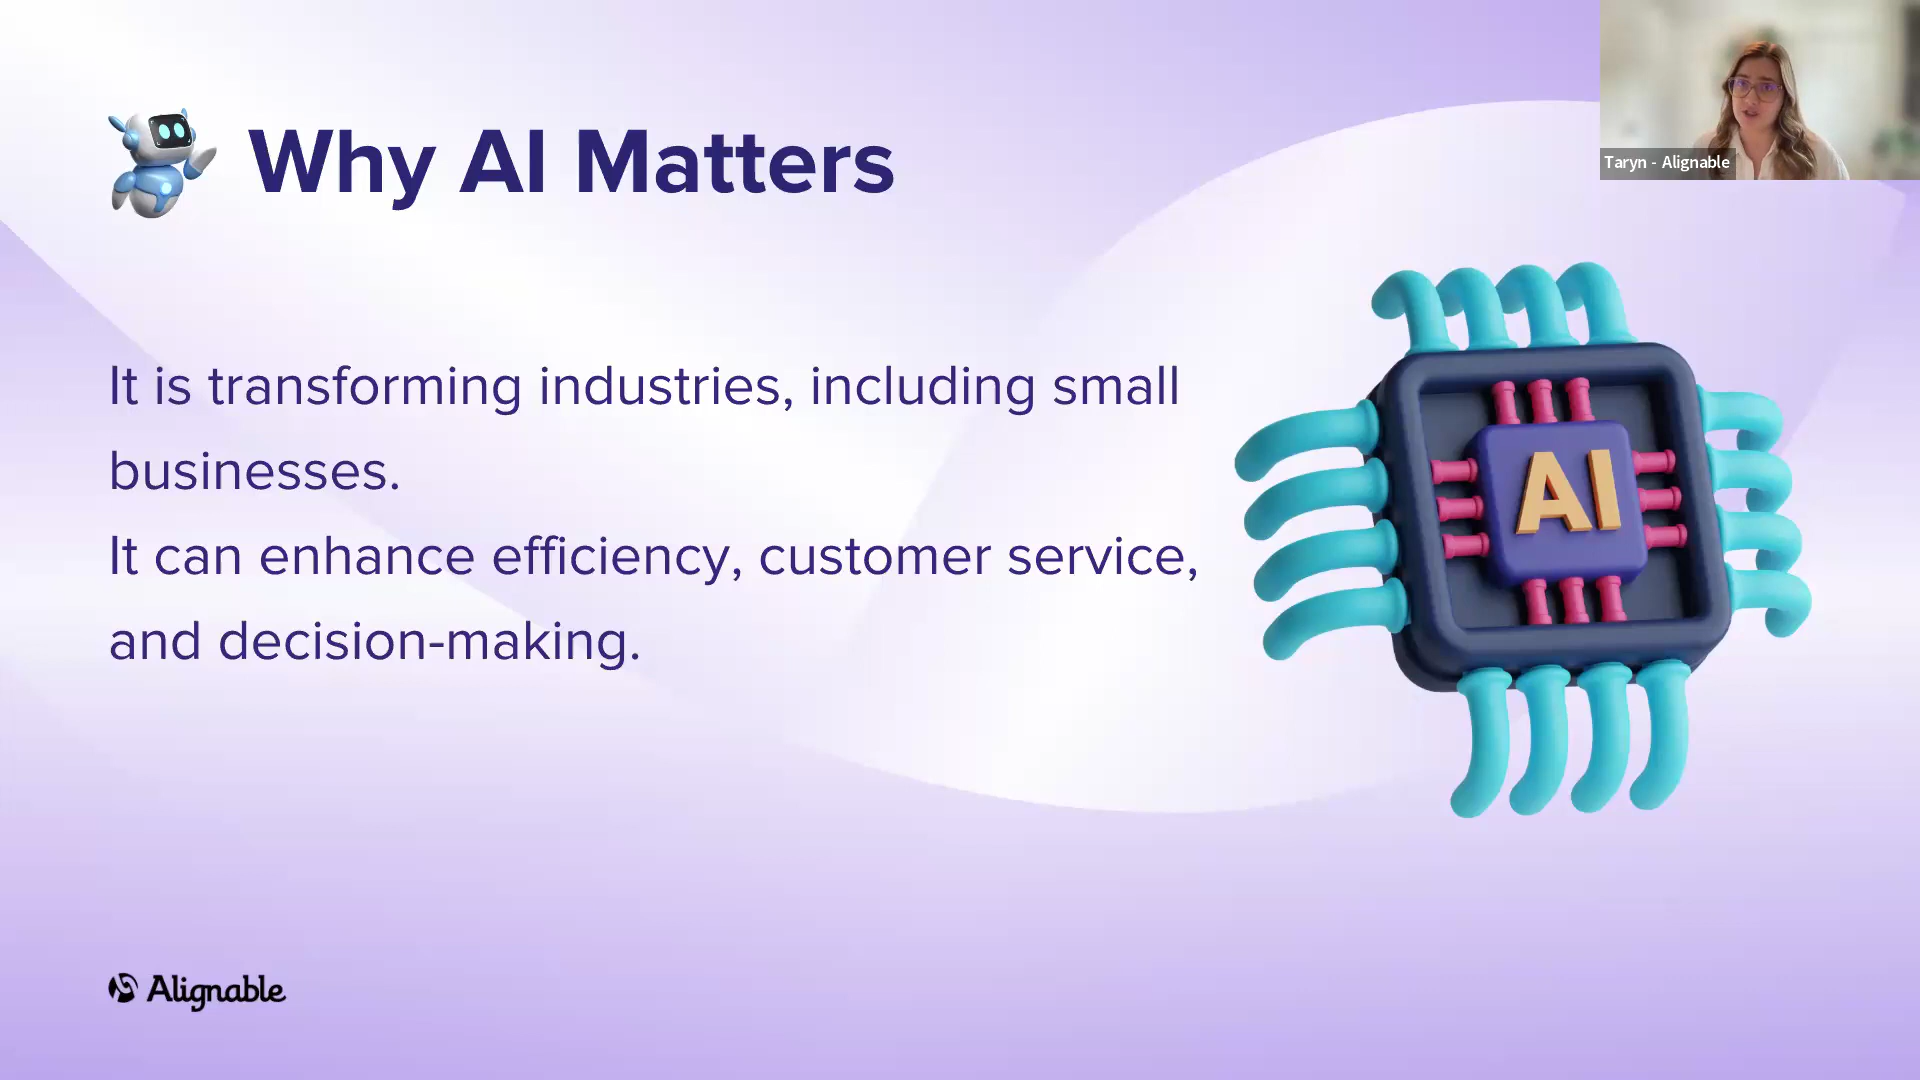 Why AI Matters
Taryn - Alignable
It is transforming industries, including small
businesses.
It can enhance efficiency, customer service,
and decision-making.
AI
Alignable